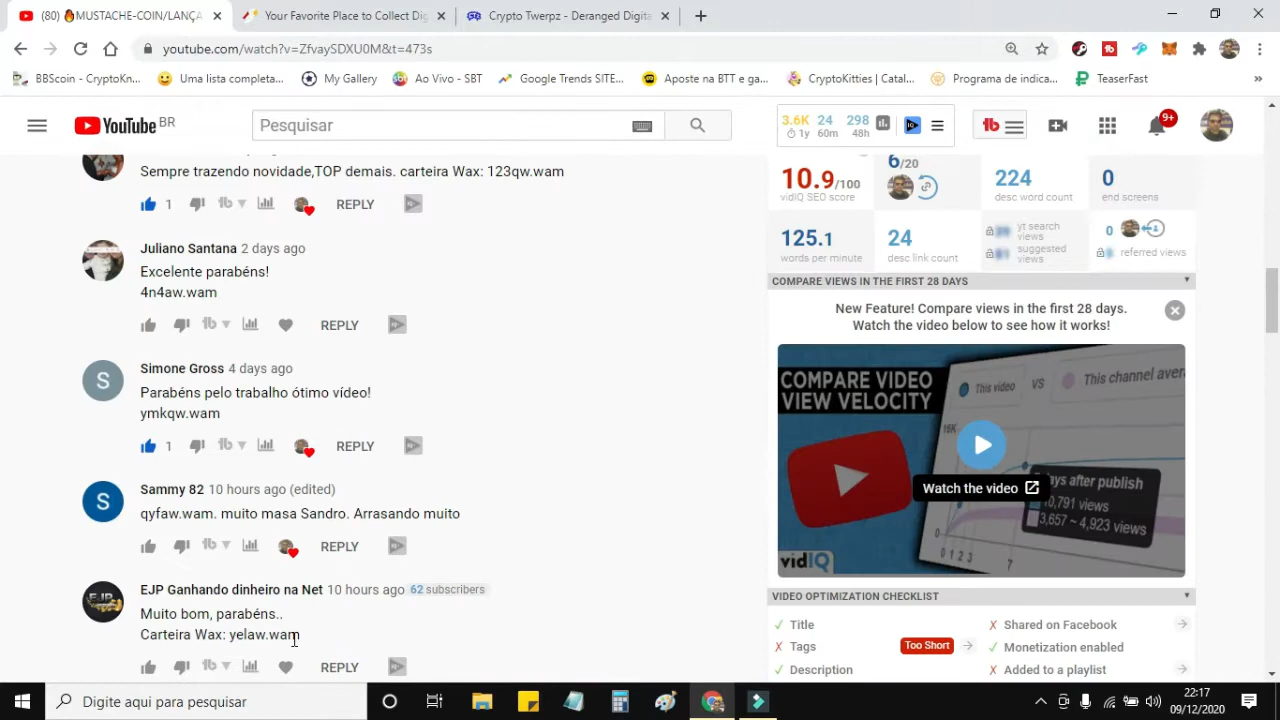 (80) 🔥MUSTACHE-COIN/LANÇA
Your Favorite Place to Collect Dig
Crypto Twerpz - Deranged Digita
youtube.com/watch?v=ZfvaySDXU0M&t=473s
BBScoin - CryptoKn...
Uma lista completa...
My Gallery
Ao Vivo - SBT
Google Trends SITE...
Aposte na BTT e ga...
CryptoKitties | Catal...
Programa de indica...
TeaserFast
»
YouTube BR
Pesquisar
3.6K 24 298
1y 60m 48h
tb
9+
Sempre trazendo novidade,TOP demais. carteira Wax: 123qw.wam
1 REPLY
Juliano Santana 2 days ago
Excelente parabéns!
4n4aw.wam
REPLY
Simone Gross 4 days ago
Parabéns pelo trabalho ótimo vídeo!
ymkqw.wam
1 REPLY
Sammy 82 10 hours ago (edited)
qyfaw.wam. muito masa Sandro. Arrasando muito
REPLY
EJP Ganhando dinheiro na Net 10 hours ago 62 subscribers
Muito bom, parabéns..
Carteira Wax: yelaw.wam
REPLY
10.9/100
vidIQ SEO score
6/20
224
desc word count
0
end screens
125.1
words per minute
24
desc link count
yt search views
suggested views
0
referred views
COMPARE VIEWS IN THE FIRST 28 DAYS
New Feature! Compare views in the first 28 days.
Watch the video below to see how it works!
COMPARE VIDEO
VIEW VELOCITY
This video VS This channel avera
Watch the video
days after publish
10,791 views
3,657 ~ 4,923 views
0 1 2 3 7
vidIQ
VIDEO OPTIMIZATION CHECKLIST
Title
Shared on Facebook
Tags
Too Short
Monetization enabled
Description
Added to a playlist
Digite aqui para pesquisar
22:17
09/12/2020